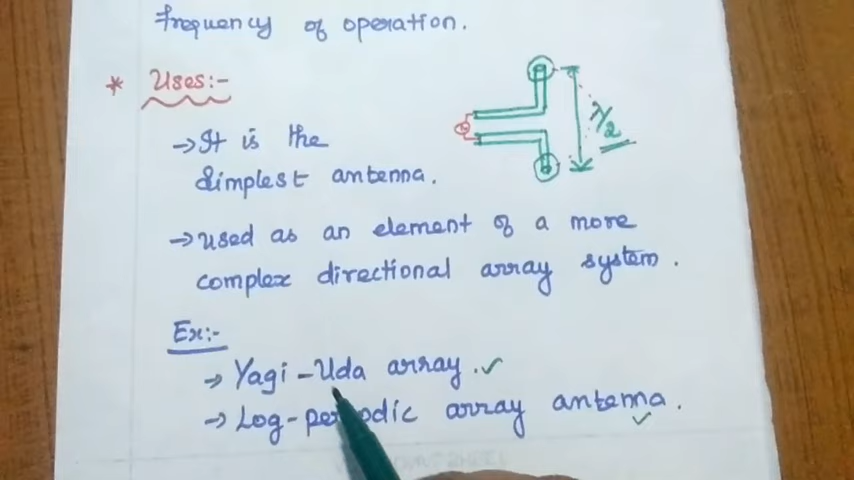 frequency of operation.
* Uses:-
→ It is the
λ/2
simplest antenna.
→ used as an element of a more
complex directional array system.
Ex:-
→ Yagi-Uda array.
→ Log-periodic array antenna.